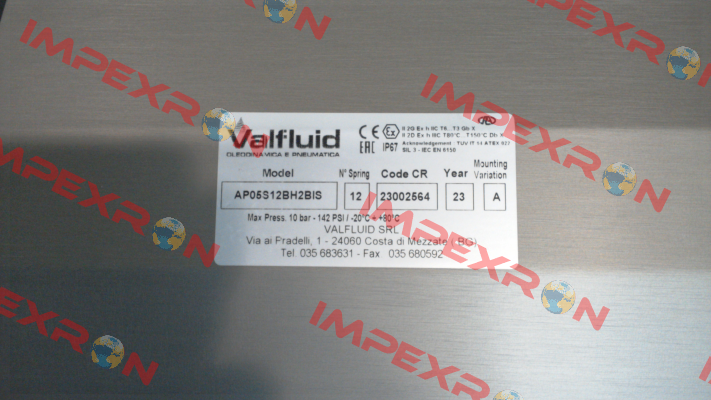 IMPEXRON
Valfluid
OLEODINAMICA E PNEUMATICA
CE Ex
EAC IP67
II 2G Ex h IIC T6...T3 Gb X
II 2D Ex h IIIC T80°C...T150°C Db X
Acknowledgement TUV IT 14 ATEX
SIL 3 - IEC EN
Model N° Spring Code CR Year Mounting Variation
AP05S12BH2BIS 12 23002564 23 A
Max Press. 10 bar - 142 PSI / -20°C ÷ +80°C
VALFLUID SRL
Via ai Pradelli, 1 - 24060 Costa di Mezzate (BG)
Tel. 035 683631 - Fax 035 680592
IMPEXRON
IMPEXRON
IMPEXRON
IMPEXRON
IMPEXRON